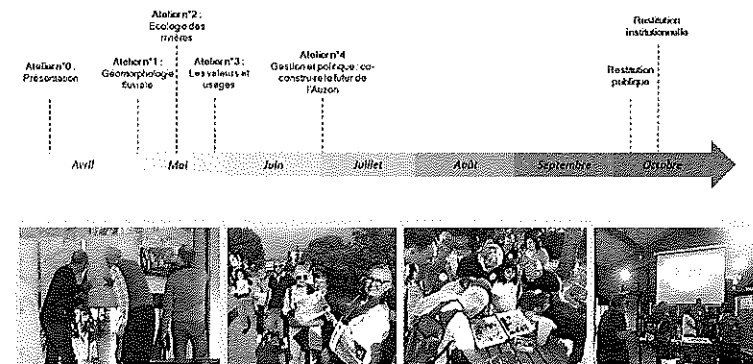 Atelier n°0 :
Présentation
Atelier n°1 :
Géomorphologie
fluviale
Atelier n°2 :
Ecologie des
rivières
Atelier n°3 :
Les valeurs et
usages
Atelier n°4
Gestion et politique : co-
construire le futur de
l'Auzon
Restitution
publique
Restitution
institutionnelle
Avril
Mai
Juin
Juillet
Août
Septembre
Octobre